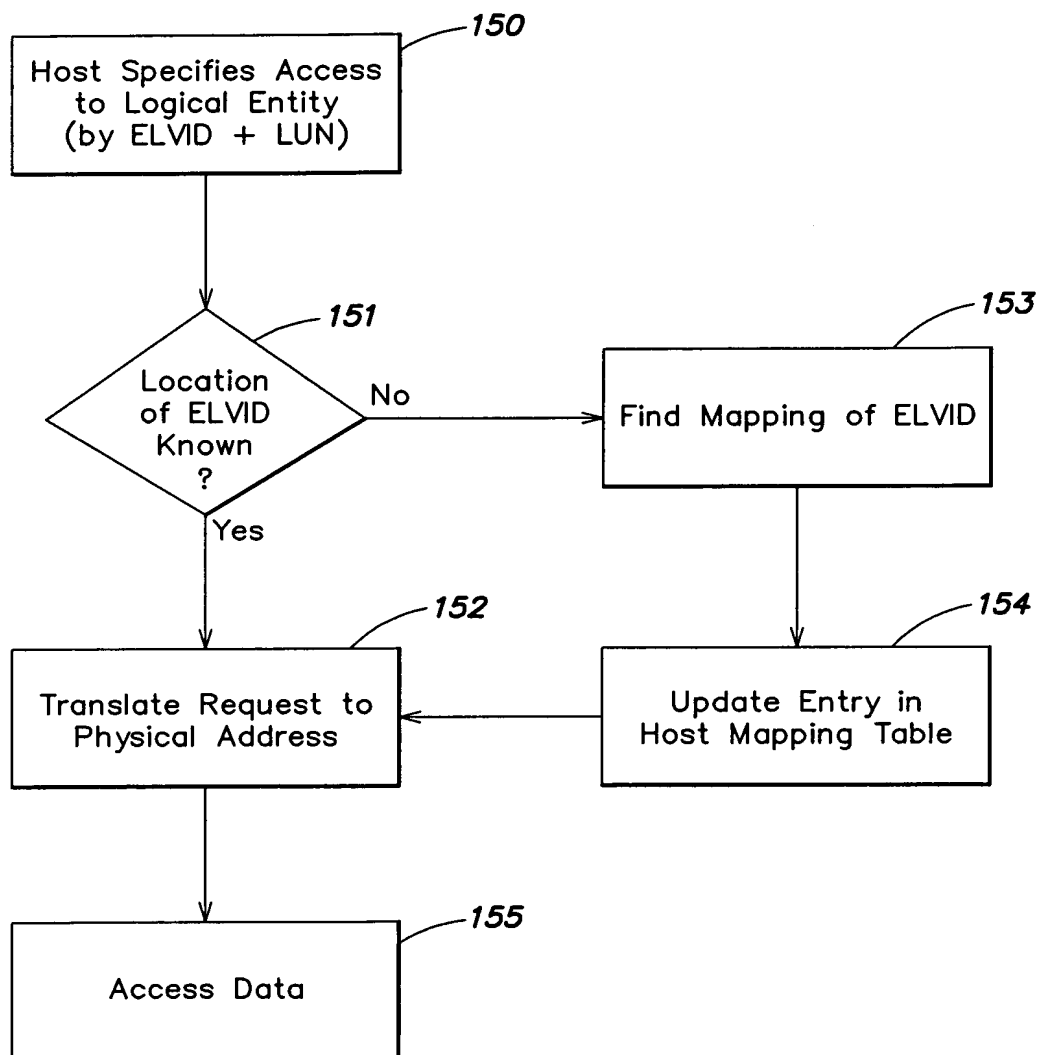 150
Host Specifies Access
to Logical Entity
(by ELVID + LUN)
151
Location
of ELVID
Known
?
No
Yes
153
Find Mapping of ELVID
152
Translate Request to
Physical Address
154
Update Entry in
Host Mapping Table
155
Access Data